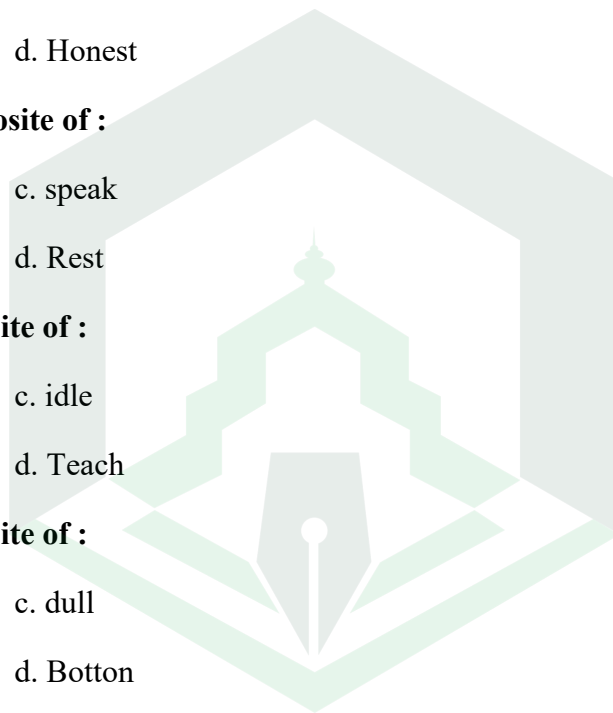 d. Honest
osite of :
c. speak
d. Rest
ite of :
c. idle
d. Teach
ite of :
c. dull
d. Botton